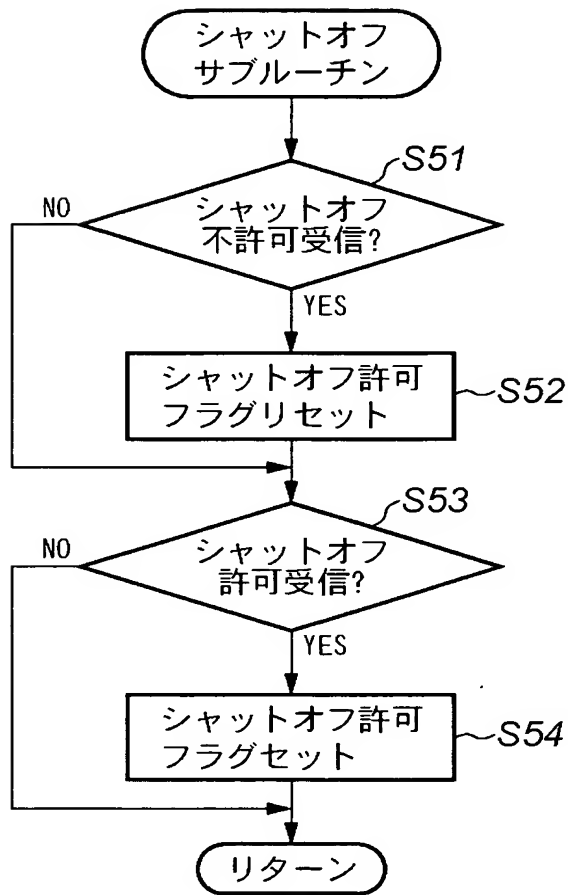 シャットオフ
サブルーチン
S51
NO
シャットオフ
不許可受信?
YES
シャットオフ許可
フラグリセット
S52
S53
NO
シャットオフ
許可受信?
YES
シャットオフ許可
フラグセット
S54
リターン